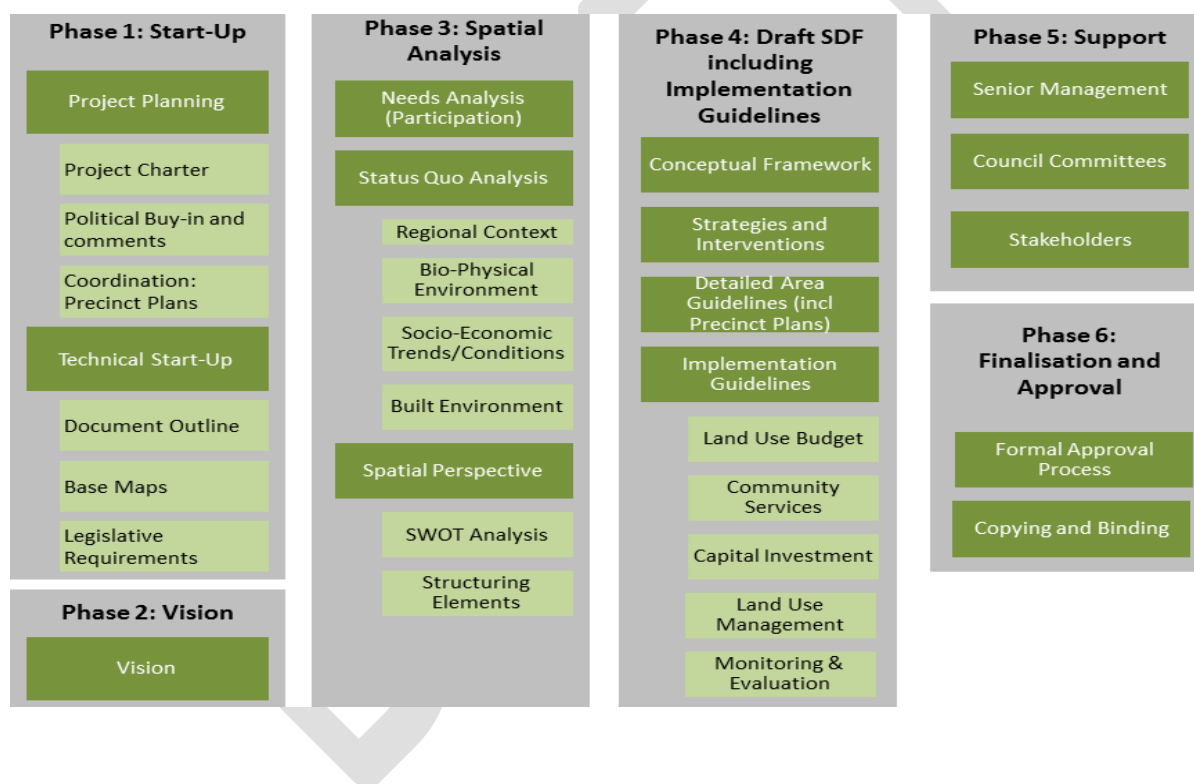 Phase 1: Start-Up
Project Planning
Project Charter
Political Buy-in and
comments
Coordination:
Precinct Plans
Technical Start-Up
Document Outline
Base Maps
Legislative
Requirements
Phase 2: Vision
Vision
Phase 3: Spatial
Analysis
Needs Analysis
(Participation)
Status Quo Analysis
Regional Context
Bio-Physical
Environment
Socio-Economic
Trends/Conditions
Built Environment
Spatial Perspective
SWOT Analysis
Structuring
Elements
Phase 4: Draft SDF
including
Implementation
Guidelines
Conceptual Framework
Strategies and
Interventions
Detailed Area
Guidelines (incl
Precinct Plans)
Implementation
Guidelines
Land Use Budget
Community
Services
Capital Investment
Land Use
Management
Monitoring &
Evaluation
Phase 5: Support
Senior Management
Council Committees
Stakeholders
Phase 6:
Finalisation and
Approval
Formal Approval
Process
Copying and Binding